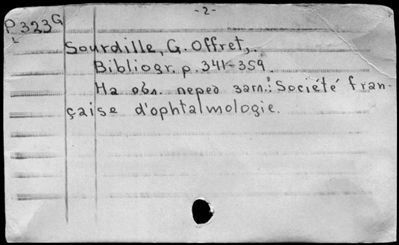 -2-
P323G
Sourdille, G. Offret,.
Bibliogr. p. 341-359.
На обл. перед загл.: Société fran-
çaise d'ophtalmologie.